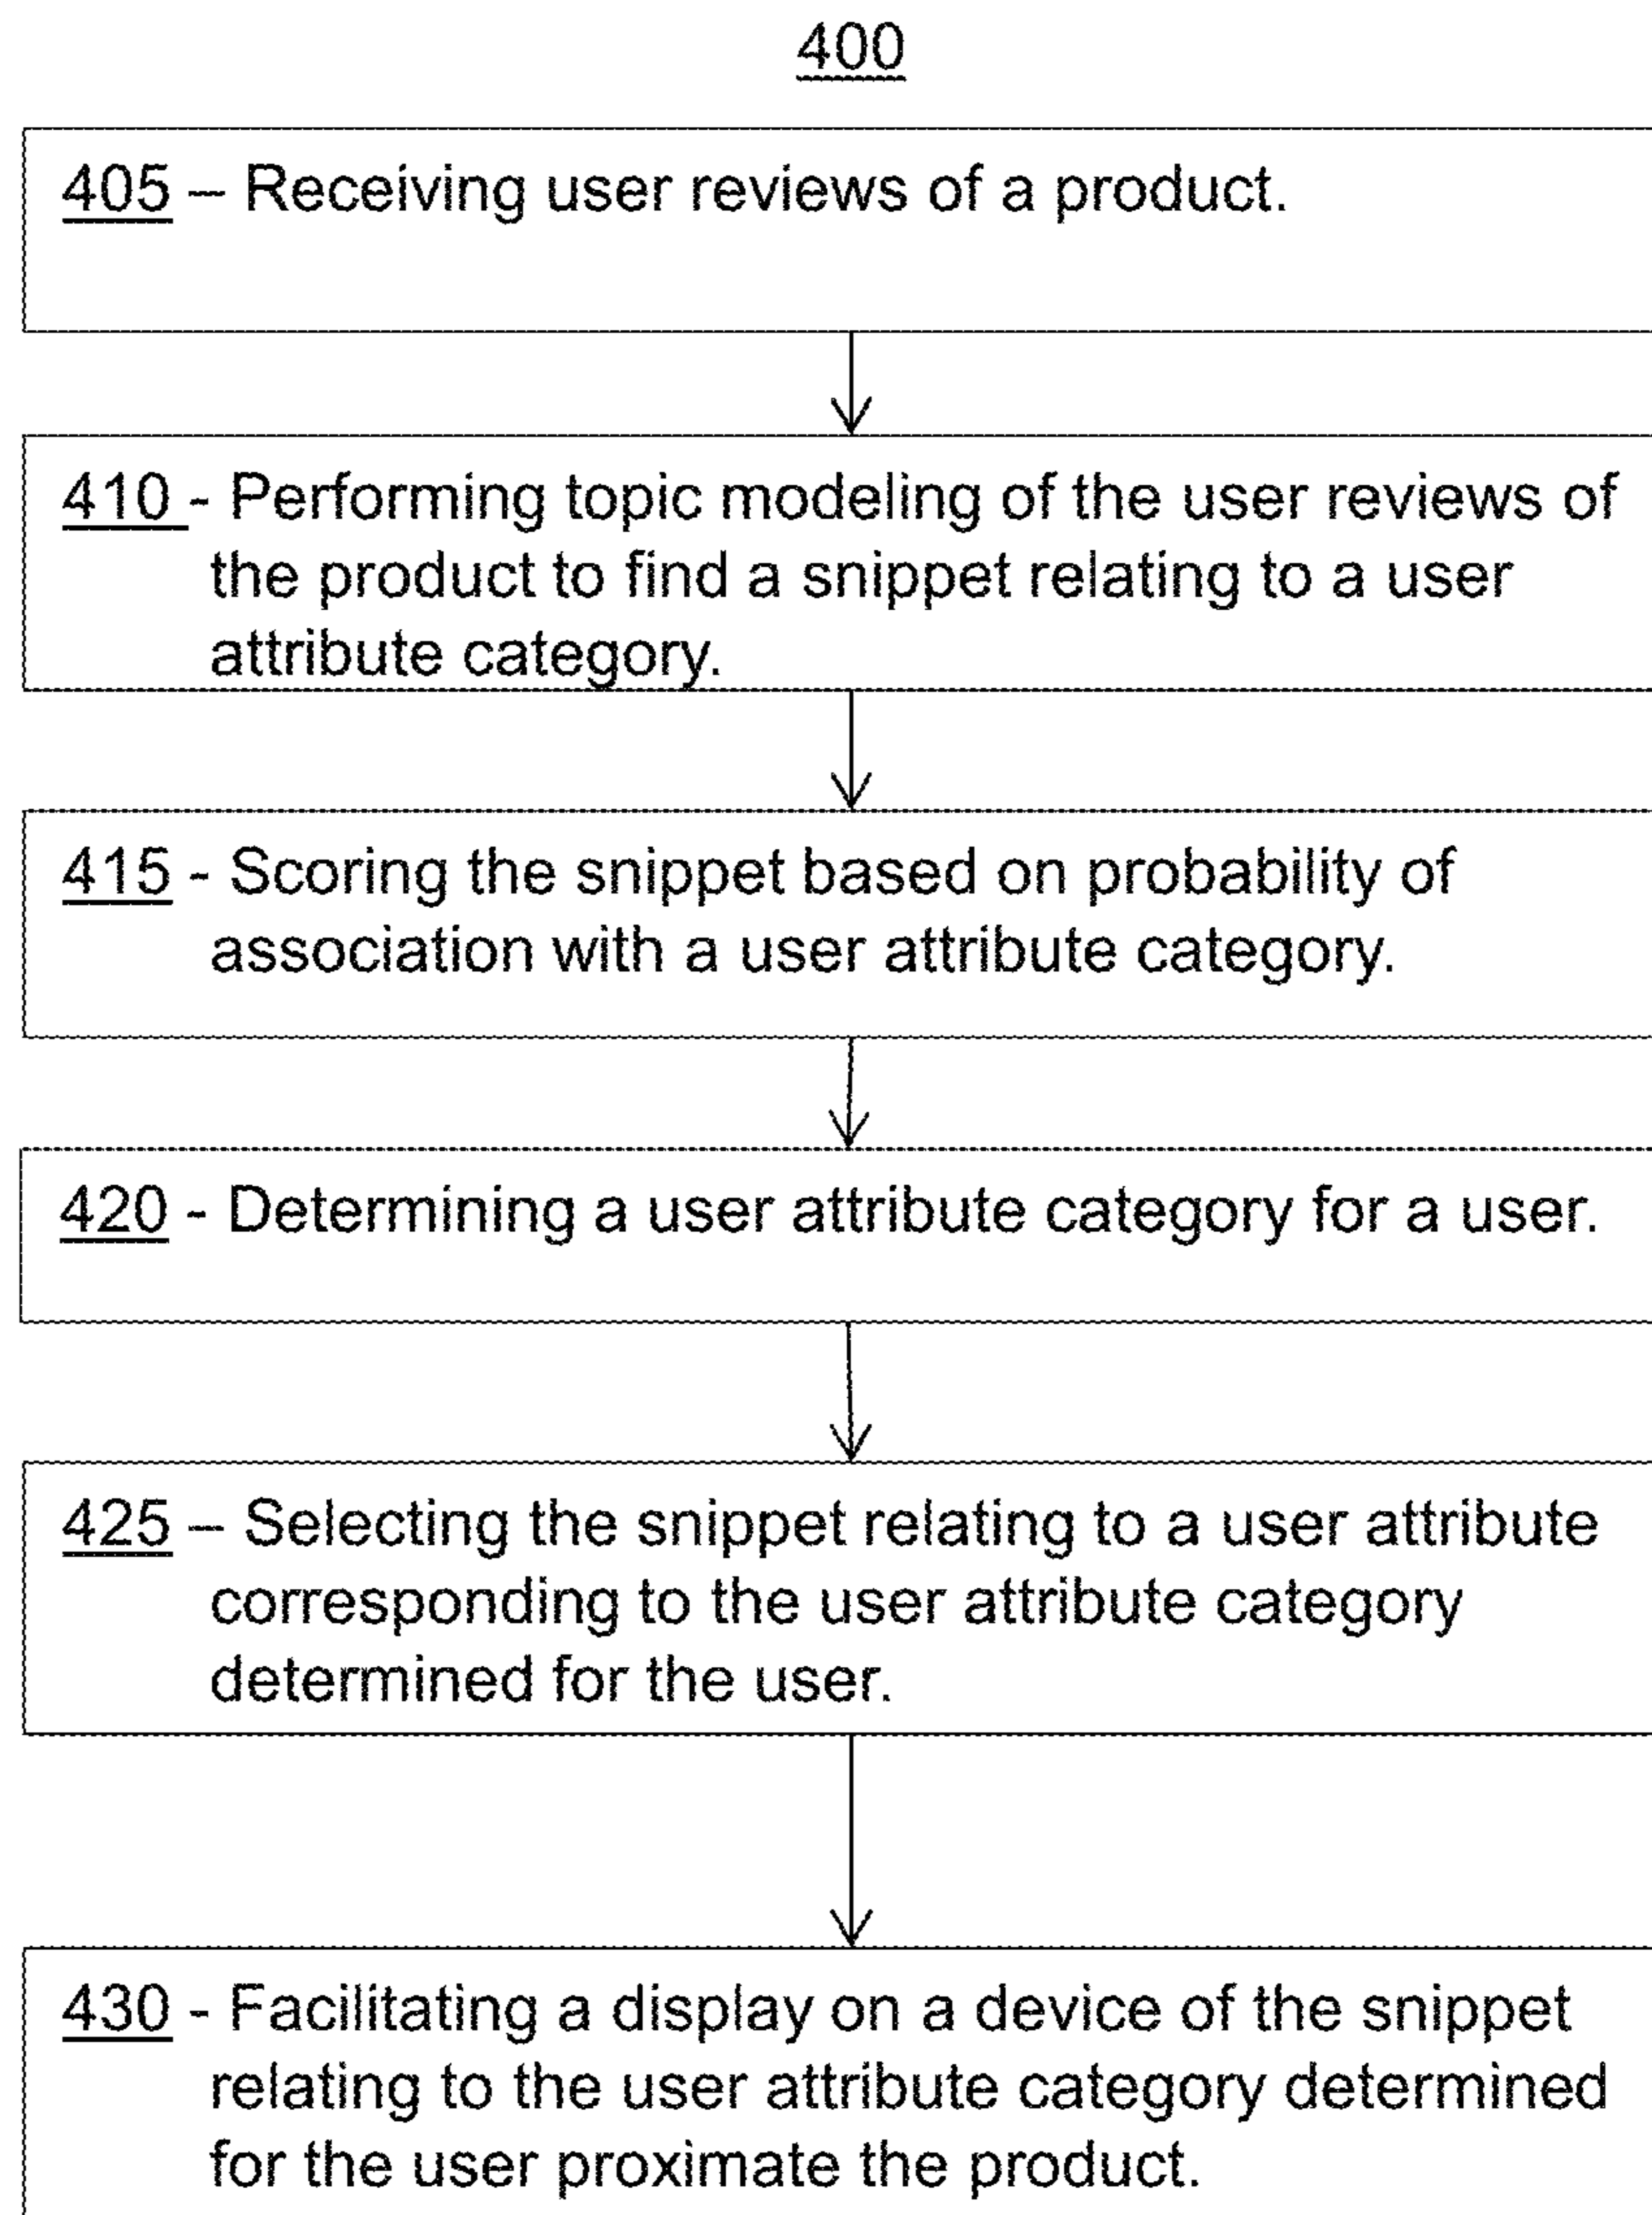 400
405 – Receiving user reviews of a product.
410 - Performing topic modeling of the user reviews of
the product to find a snippet relating to a user
attribute category.
415 - Scoring the snippet based on probability of
association with a user attribute category.
420 - Determining a user attribute category for a user.
425 – Selecting the snippet relating to a user attribute
corresponding to the user attribute category
determined for the user.
430 - Facilitating a display on a device of the snippet
relating to the user attribute category determined
for the user proximate the product.